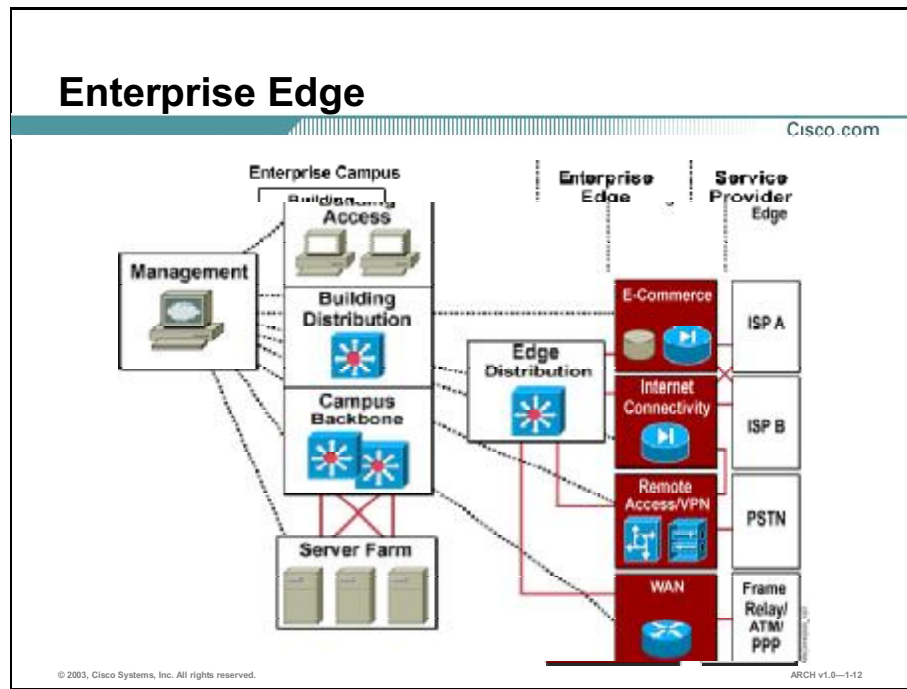 Enterprise Edge
Cisco.com
Enterprise Campus
Enterprise
Edge
Service
Provider
Edge
Building
Access
Management
Building
Distribution
Campus
Backbone
Server Farm
Edge
Distribution
E-Commerce
Internet
Connectivity
Remote
Access/VPN
WAN
ISP A
ISP B
PSTN
Frame
Relay/
ATM/
PPP
© 2003, Cisco Systems, Inc. All rights reserved.
ARCH v1.0—1-12